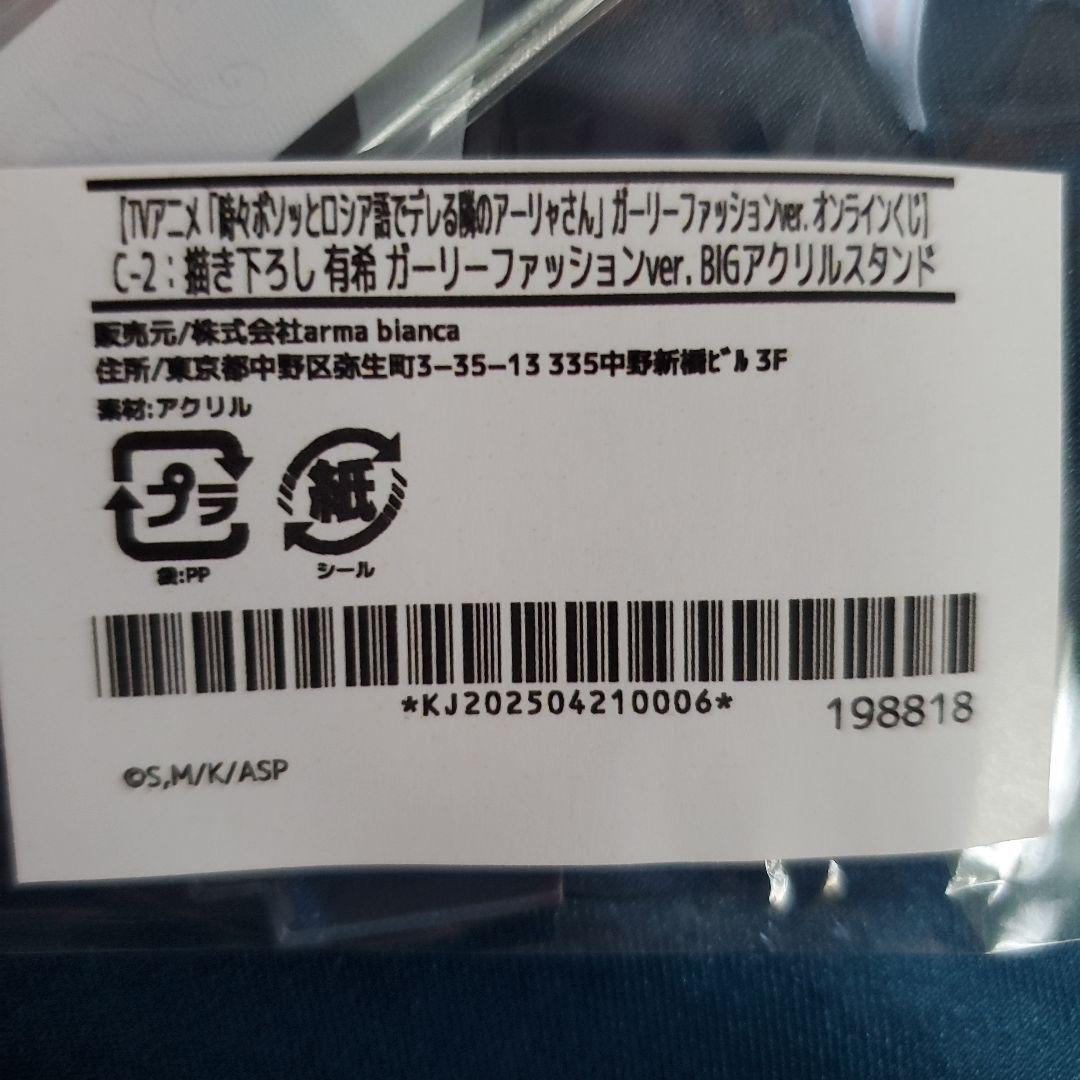 【TVアニメ「時々ボソッとロシア語でデレる隣のアーリャさん」 ガーリーファッションver. オンラインくじ】
C-2：描き下ろし 有希 ガーリーファッションver. BIGアクリルスタンド
販売元/株式会社arma bianca
住所/東京都中野区弥生町3−35−13 335中野新橋ﾋﾞﾙ 3F
素材:アクリル
プラ 紙
袋:PP シール
*KJ202504210006* 198818
©S,M/K/ASP